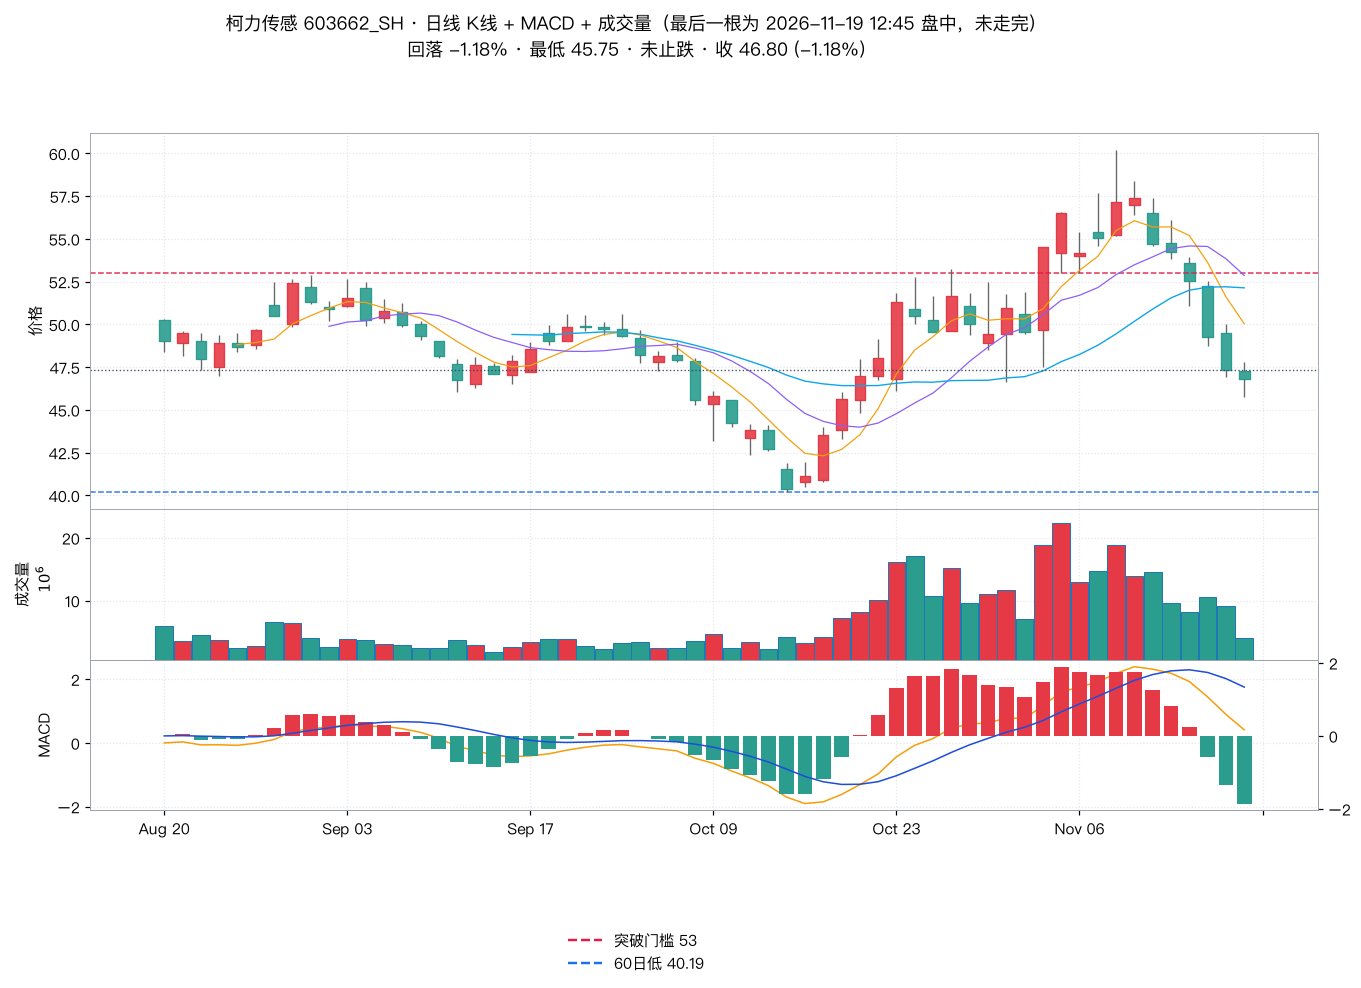 柯力传感 603662_SH · 日线 K线 + MACD + 成交量（最后一根为 2026−11−19 12:45 盘中，未走完）
回落 −1.18% · 最低 45.75 · 未止跌 · 收 46.80 (−1.18%)
价格
60.0
57.5
55.0
52.5
50.0
47.5
45.0
42.5
40.0
成交量
10⁶
20
10
MACD
2
0
−2
2
0
−2
Aug 20
Sep 03
Sep 17
Oct 09
Oct 23
Nov 06
突破门槛 53
60日低 40.19